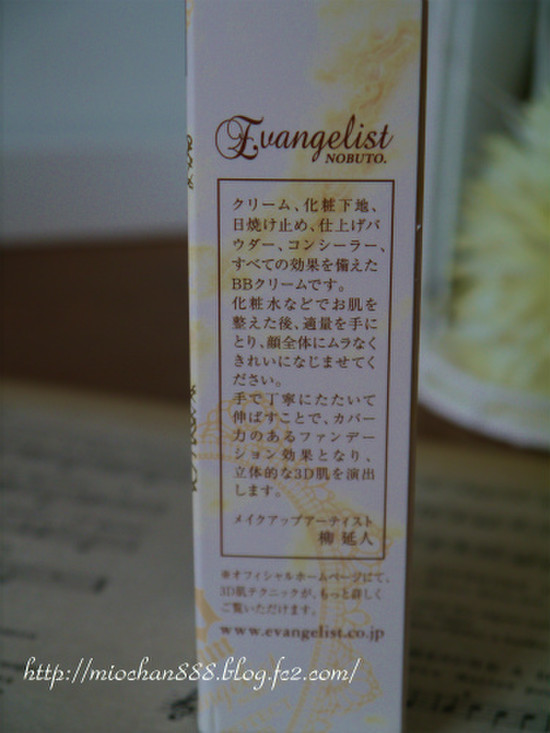 Evangelist
NOBUTO.
クリーム、化粧下地、
日焼け止め、仕上げパ
ウダー、コンシーラー、
すべての効果を備えた
BBクリームです。
化粧水などでお肌を
整えた後、適量を手に
とり、顔全体にムラなく
きれいになじませてく
ださい。
手で丁寧にたたいて
伸ばすことで、カバー
力のあるファンデー
ション効果となり、
立体的な3D肌を演出
します。
メイクアップアーティスト
柳 延人
※オフィシャルホームページにて、
3D肌テクニックが、もっと詳しく
ご覧いただけます。
www.evangelist.co.jp
http://miochan888.blog.fc2.com/